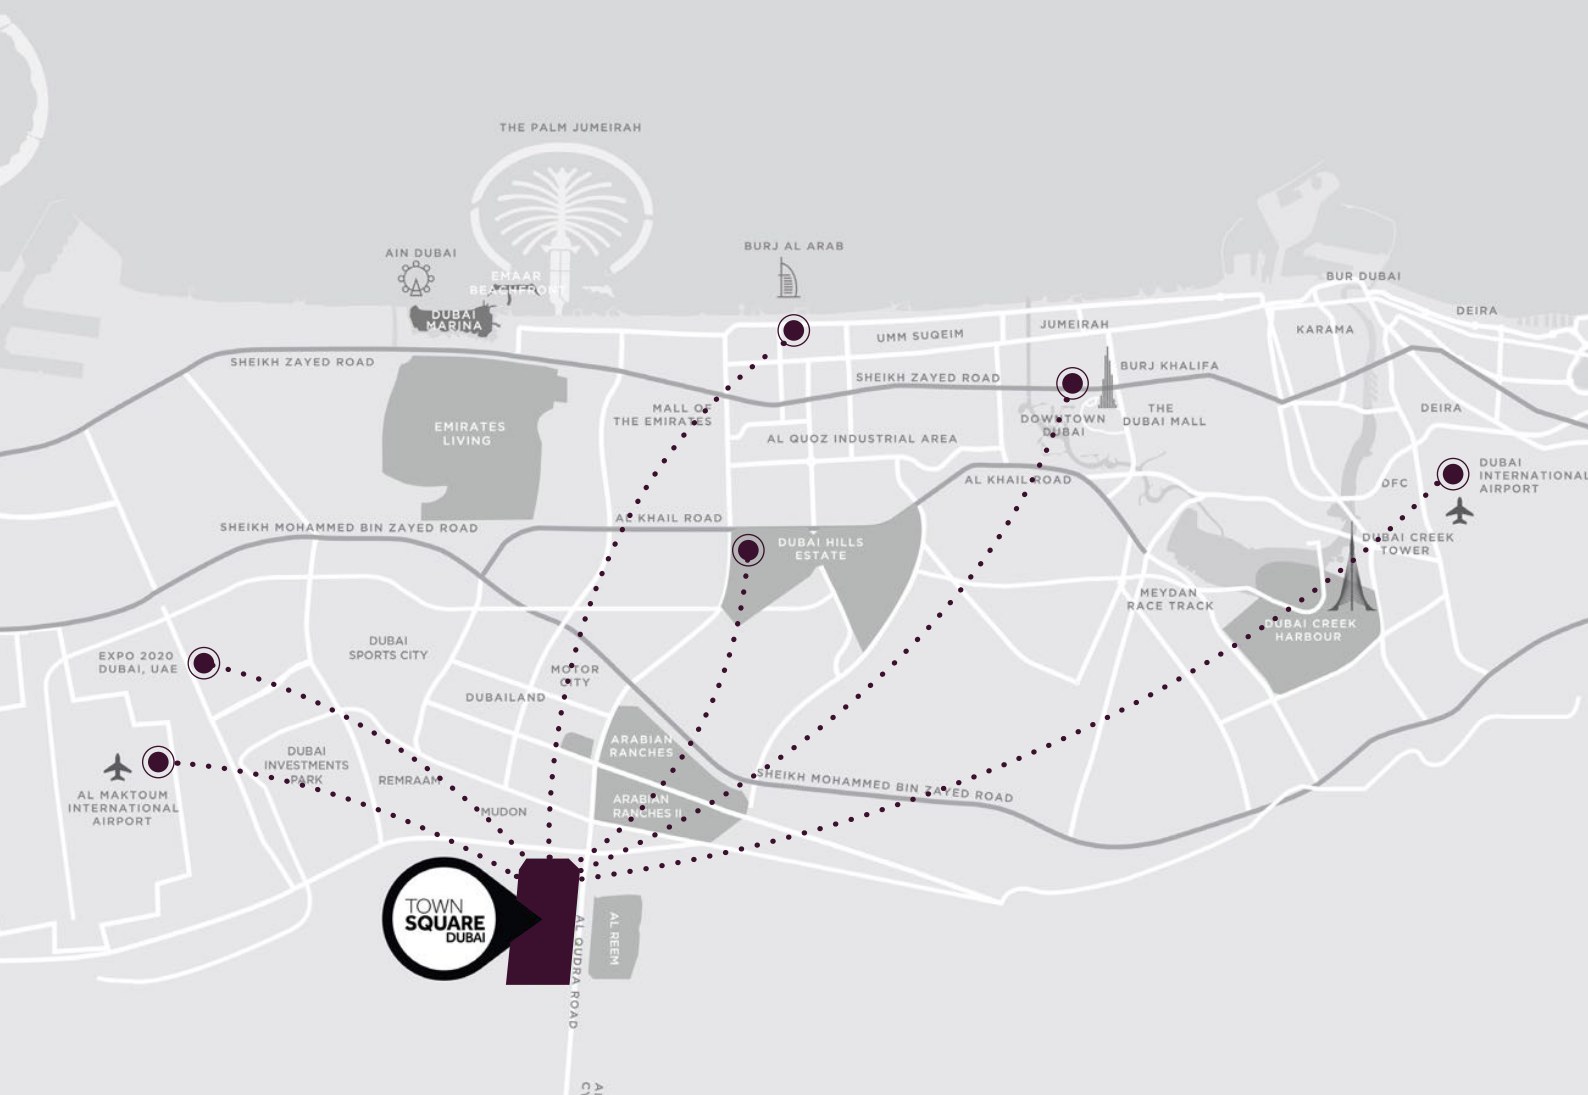 THE PALM JUMEIRAH
AIN DUBAI
BURJ AL ARAB
EMAAR
BEACHFRONT
DUBAI
MARINA
BUR DUBAI
DEIRA
UMM SUQEIM
JUMEIRAH
KARAMA
SHEIKH ZAYED ROAD
SHEIKH ZAYED ROAD
BURJ KHALIFA
MALL OF
THE EMIRATES
DOWNTOWN
DUBAI
THE
DUBAI MALL
DEIRA
EMIRATES
LIVING
AL QUOZ INDUSTRIAL AREA
AL KHAIL ROAD
DFC
DUBAI
INTERNATIONAL
AIRPORT
SHEIKH MOHAMMED BIN ZAYED ROAD
AL KHAIL ROAD
DUBAI HILLS
ESTATE
DUBAI CREEK
TOWER
MEYDAN
RACE TRACK
DUBAI CREEK
HARBOUR
EXPO 2020
DUBAI, UAE
DUBAI
SPORTS CITY
MOTOR
CITY
DUBAILAND
ARABIAN
RANCHES
DUBAI
INVESTMENTS
PARK
REMRAAM
SHEIKH MOHAMMED BIN ZAYED ROAD
AL MAKTOUM
INTERNATIONAL
AIRPORT
MUDON
ARABIAN
RANCHES II
TOWN
SQUARE
DUBAI
AL QUDRA ROAD
AL REEM